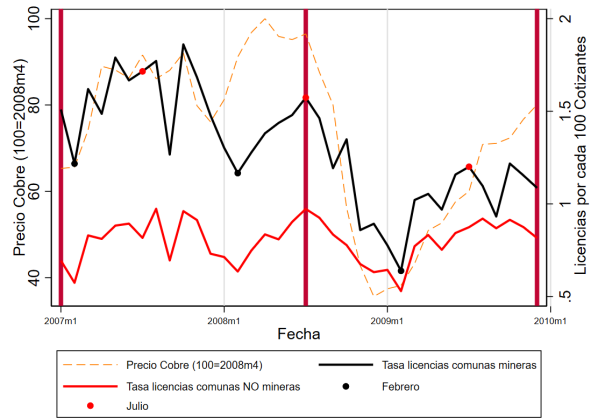 100
80
60
40
Precio Cobre (100=2008m4)
2
1.5
1
.5
Licencias por cada 100 Cotizantes
2007m1 2008m1 2009m1 2010m1
Fecha
Precio Cobre (100=2008m4) Tasa licencias comunas mineras
Tasa licencias comunas NO mineras Febrero
Julio